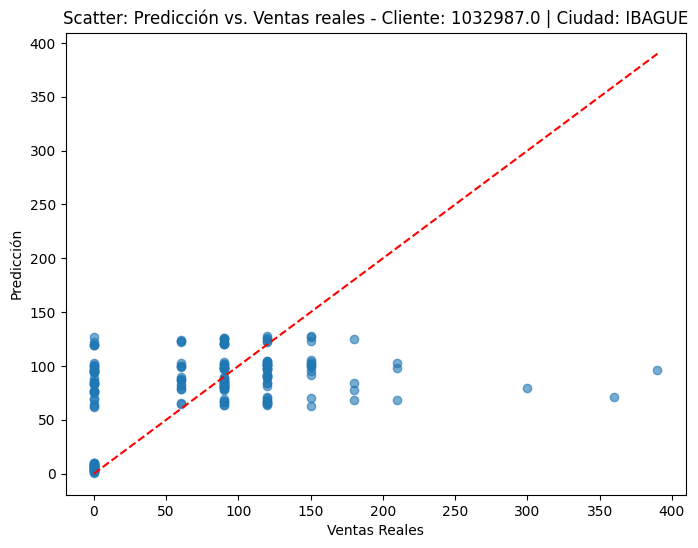 Scatter: Predicción vs. Ventas reales - Cliente: 1032987.0 | Ciudad: IBAGUE
400
350
300
250
200
150
100
50
0
Predicción
0 50 100 150 200 250 300 350 400
Ventas Reales